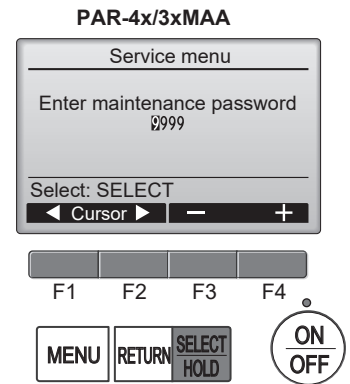 PAR-4x/3xMAA
Service menu
Enter maintenance password
9999
Select: SELECT
◀ Cursor ▶ − +
F1 F2 F3 F4
MENU RETURN SELECT HOLD ON OFF